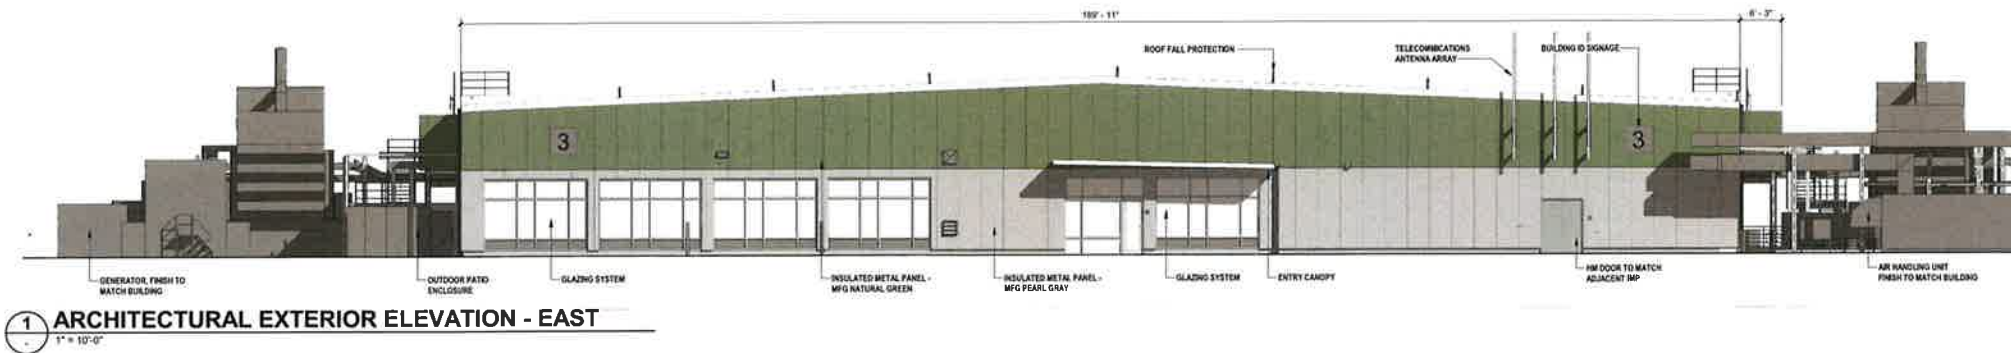 189' - 11"
6' - 3"
ROOF FALL PROTECTION
TELECOMMICATIONS
ANTENNA ARRAY
BUILDING ID SIGNAGE
3
3
GENERATOR, FINISH TO
MATCH BUILDING
OUTDOOR PATIO
ENCLOSURE
GLAZING SYSTEM
INSULATED METAL PANEL -
MFG NATURAL GREEN
INSULATED METAL PANEL -
MFG PEARL GRAY
GLAZING SYSTEM
ENTRY CANOPY
HM DOOR TO MATCH
ADJACENT IMP
AIR HANDLING UNIT
FINISH TO MATCH BUILDING
1
ARCHITECTURAL EXTERIOR ELEVATION - EAST
1" = 10'-0"